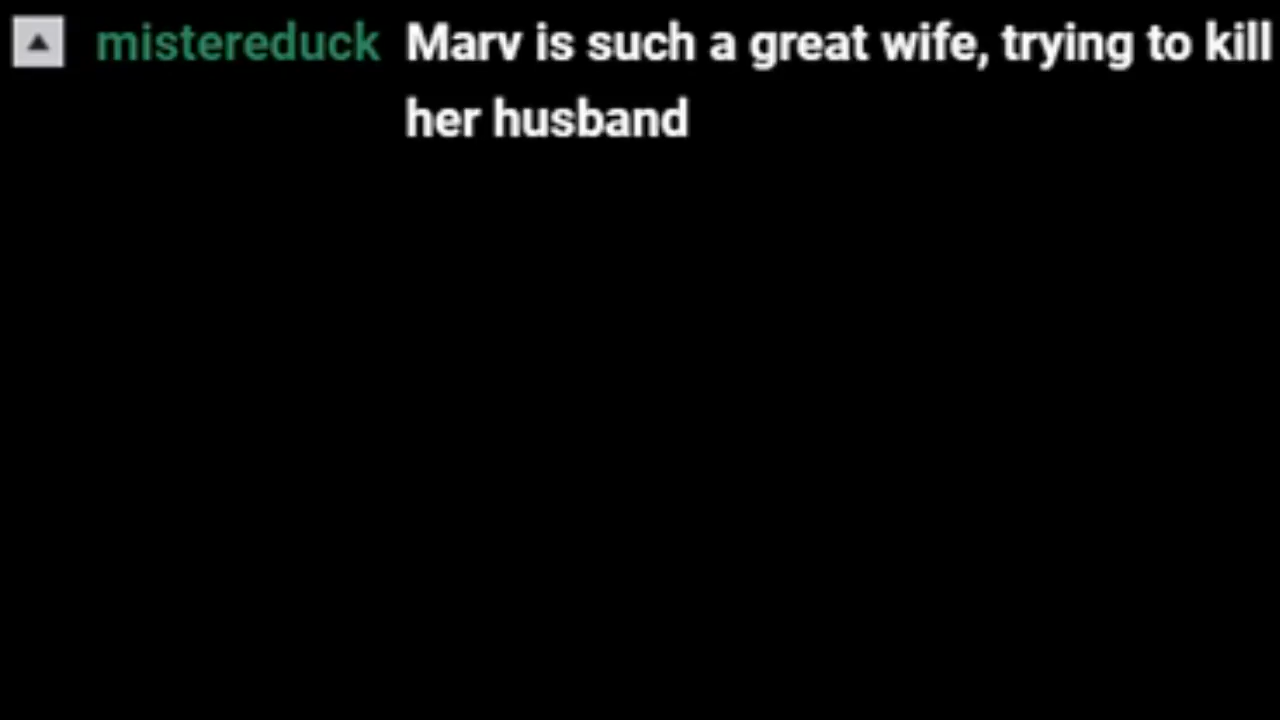 mistereduck Marv is such a great wife, trying to kill
her husband